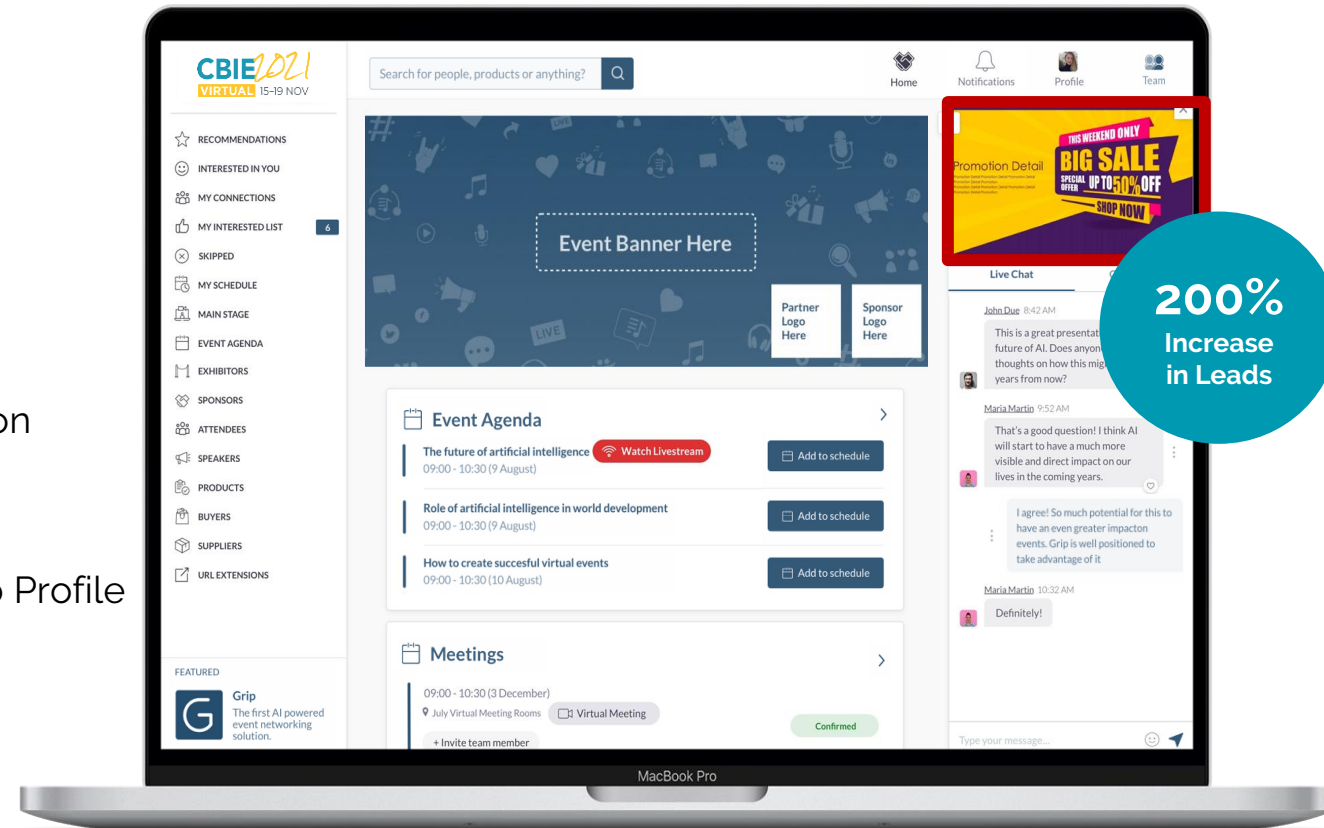 on
Profile
CBIE2021
VIRTUAL 15-19 NOV
Search for people, products or anything?
Home
Notifications
Profile
Team
RECOMMENDATIONS
INTERESTED IN YOU
MY CONNECTIONS
MY INTERESTED LIST 6
SKIPPED
MY SCHEDULE
MAIN STAGE
EVENT AGENDA
EXHIBITORS
SPONSORS
ATTENDEES
SPEAKERS
PRODUCTS
BUYERS
SUPPLIERS
URL EXTENSIONS
FEATURED
G
Grip
The first AI powered
event networking
solution.
LIVE
LIVE
Event Banner Here
Partner
Logo
Here
Sponsor
Logo
Here
Event Agenda
The future of artificial intelligence
Watch Livestream
09:00 - 10:30 (9 August)
Add to schedule
Role of artificial intelligence in world development
09:00 - 10:30 (9 August)
Add to schedule
How to create succesful virtual events
09:00 - 10:30 (10 August)
Add to schedule
Meetings
09:00 - 10:30 (3 December)
July Virtual Meeting Rooms
Virtual Meeting
+ Invite team member
Confirmed
Promotion Detail
Promotion Detail Promotion Detail Promotion Detail
THIS WEEKEND ONLY
BIG SALE
SPECIAL
OFFER
UP TO 50% OFF
SHOP NOW
200%
Increase
in Leads
Live Chat
John Due 8:42 AM
This is a great
future of AI. Does
thoughts on how this
years from now?
Maria Martin 9:52 AM
That's a good question! I think AI
will start to have a much more
visible and direct impact on our
lives in the coming years.
I agree! So much potential for this to
have an even greater impacton
events. Grip is well positioned to
take advantage of it
Maria Martin 10:32 AM
Definitely!
Type your message...
MacBook Pro